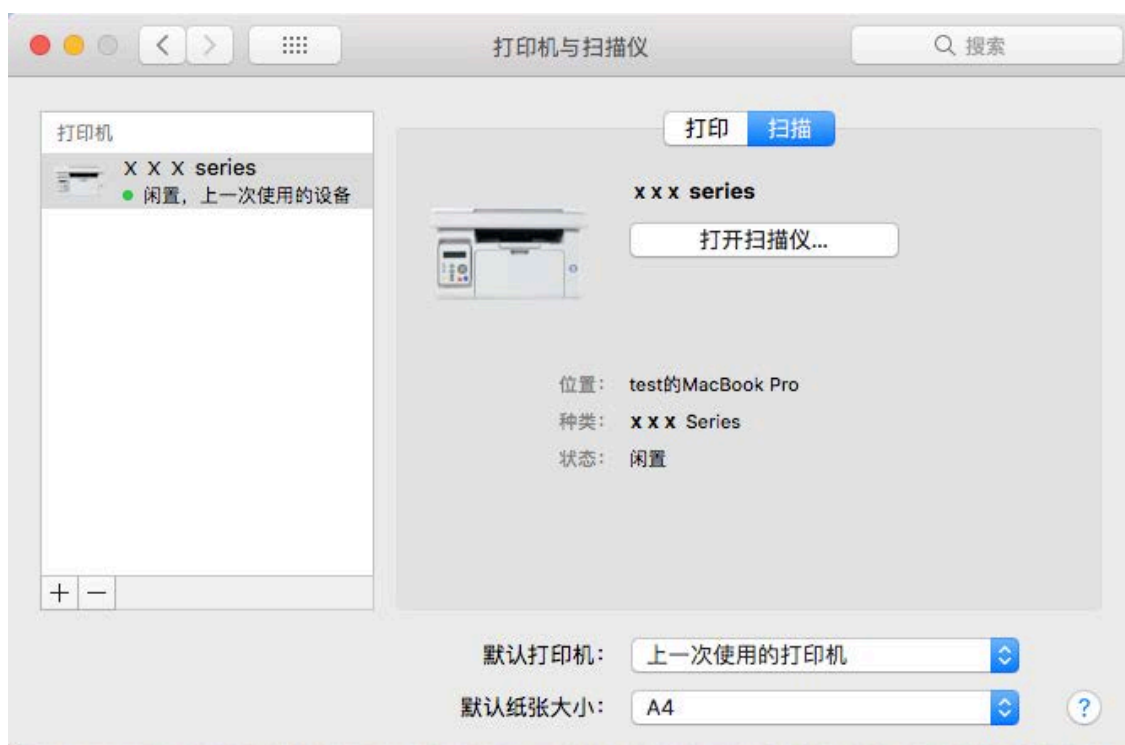 打印机与扫描仪
搜索
打印机
X X X series
闲置，上一次使用的设备
打印 扫描
x x x series
打开扫描仪...
位置： test的MacBook Pro
种类： x x x Series
状态： 闲置
默认打印机： 上一次使用的打印机
默认纸张大小： A4
?